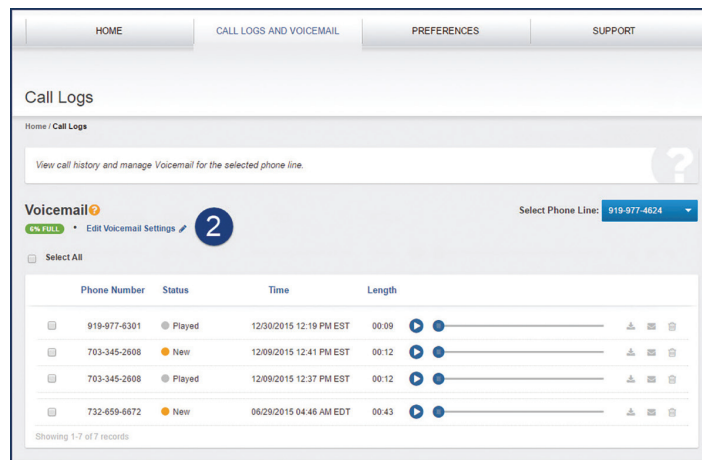 HOME CALL LOGS AND VOICEMAIL PREFERENCES SUPPORT
Call Logs
Home / Call Logs
View call history and manage Voicemail for the selected phone line.
?
Voicemail ?
Select Phone Line: 919-977-4624
6% FULL • Edit Voicemail Settings
2
Select All
Phone Number Status Time Length
919-977-6301 Played 12/30/2015 12:19 PM EST 00:09
703-345-2608 New 12/09/2015 12:41 PM EST 00:12
703-345-2608 Played 12/09/2015 12:37 PM EST 00:12
732-659-6672 New 06/29/2015 04:46 AM EDT 00:43
Showing 1-7 of 7 records